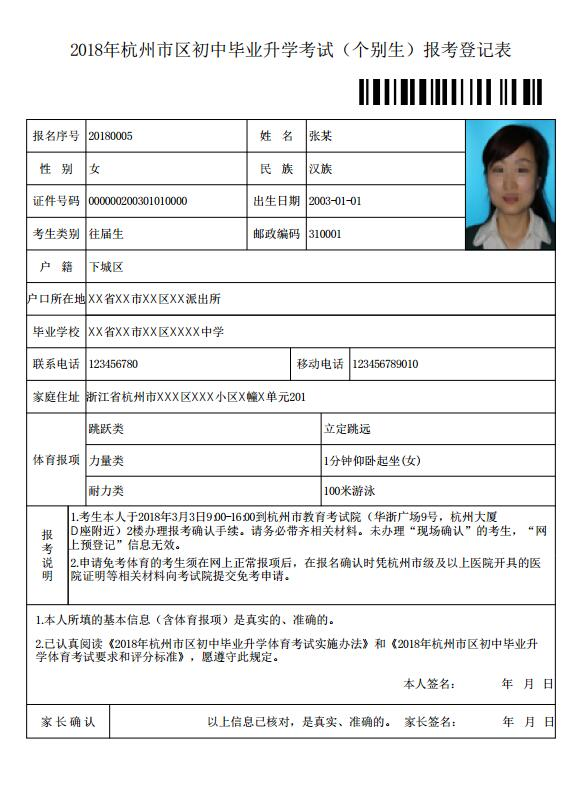 2018年杭州市区初中毕业升学考试（个别生）报考登记表
报名序号 20180005 姓 名 张某
性 别 女 民 族 汉族
证件号码 000000200301010000 出生日期 2003-01-01
考生类别 往届生 邮政编码 310001
户 籍 下城区
户口所在地 XX省XX市XX区XX派出所
毕业学校 XX省XX市XX区XXXX中学
联系电话 123456780 移动电话 123456789010
家庭住址 浙江省杭州市XXX区XXX小区X幢X单元201
体育报项
跳跃类 立定跳远
力量类 1分钟仰卧起坐(女)
耐力类 100米游泳
报考说明
1.考生本人于2018年3月3日9:00-16:00到杭州市教育考试院（华浙广场9号，杭州大厦
D座附近）2楼办理报考确认手续。请务必带齐相关材料。未办理“现场确认”的考生，“网
上预登记”信息无效。
2.申请免考体育的考生须在网上正常报项后，在报名确认时凭杭州市级及以上医院开具的医
院证明等相关材料向考试院提交免考申请。
1.本人所填的基本信息（含体育报项）是真实的、准确的。
2.已认真阅读《2018年杭州市区初中毕业升学体育考试实施办法》和《2018年杭州市区初中毕业升
学体育考试要求和评分标准》，愿遵守此规定。
本人签名： 年 月 日
家长确认 以上信息已核对，是真实、准确的。 家长签名： 年 月 日